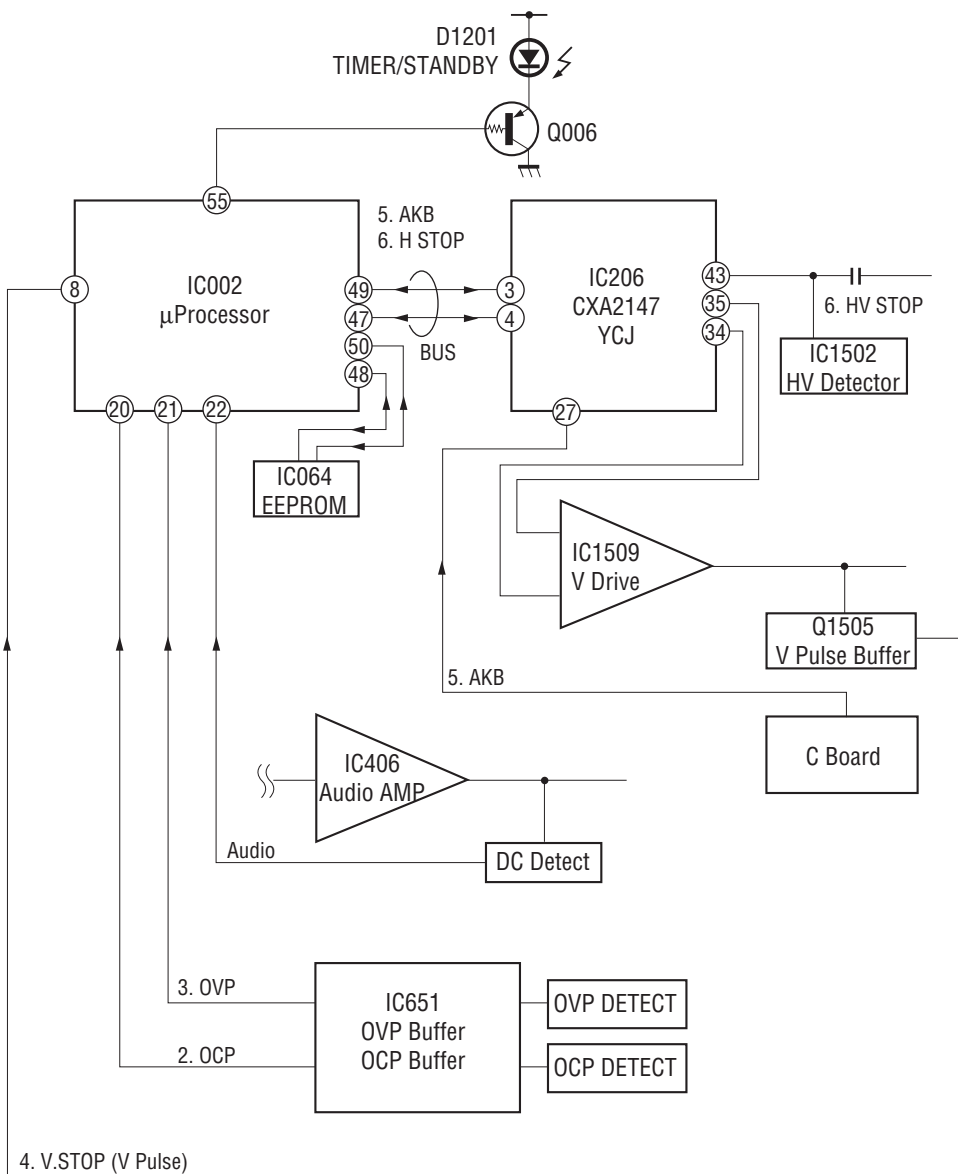 D1201
TIMER/STANDBY
Q006
55
5. AKB
6. H STOP
8
IC002
µProcessor
49
47
50
48
BUS
3
4
IC206
CXA2147
YCJ
43
35
34
6. HV STOP
IC1502
HV Detector
20
21
22
27
IC064
EEPROM
IC1509
V Drive
Q1505
V Pulse Buffer
5. AKB
C Board
IC406
Audio AMP
Audio
DC Detect
3. OVP
2. OCP
IC651
OVP Buffer
OCP Buffer
OVP DETECT
OCP DETECT
4. V.STOP (V Pulse)